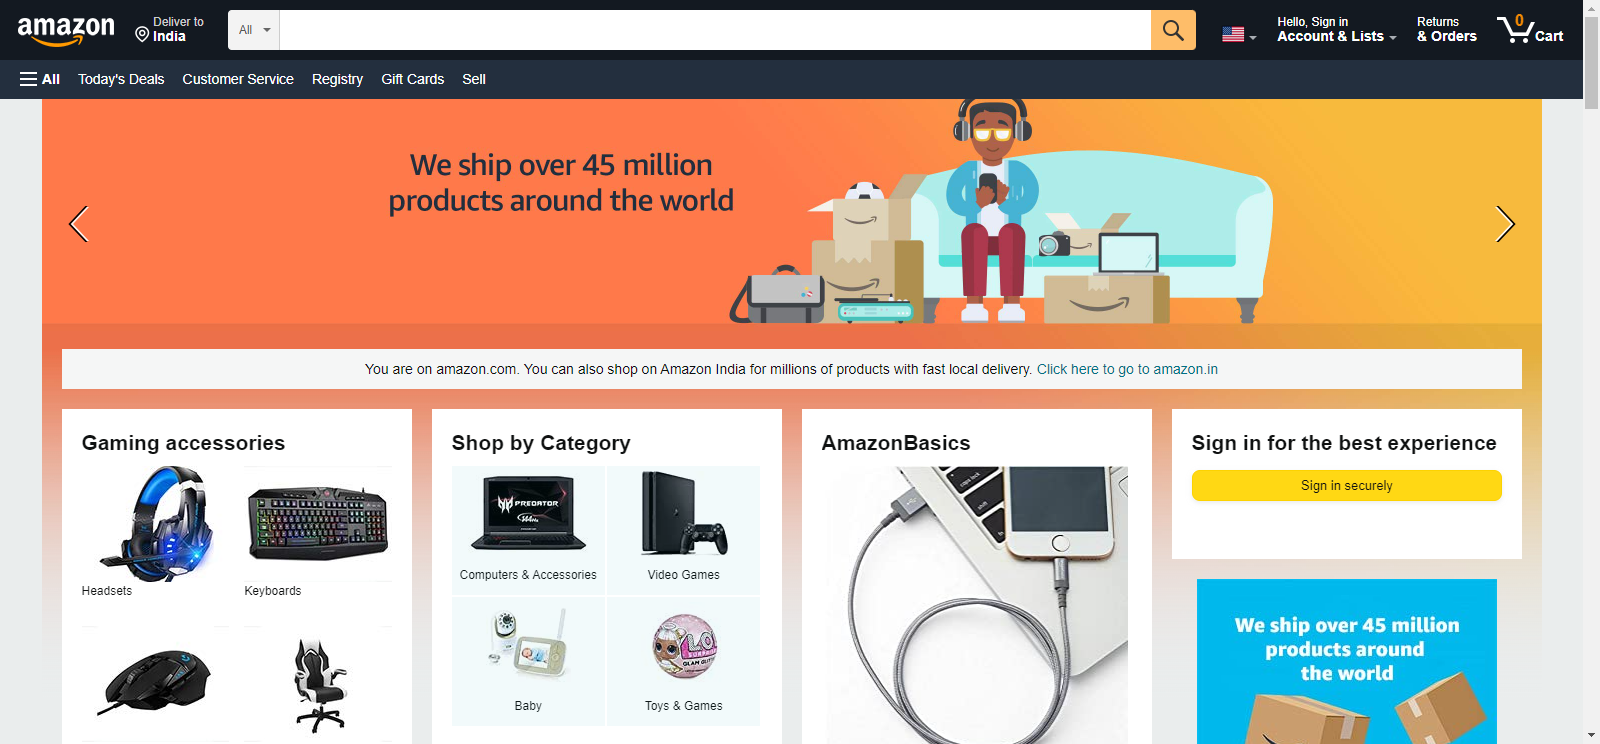 amazon
Deliver to
India
All
Hello, Sign in
Account & Lists
Returns
& Orders
0
Cart
All
Today's Deals
Customer Service
Registry
Gift Cards
Sell
We ship over 45 million
products around the world
You are on amazon.com. You can also shop on Amazon India for millions of products with fast local delivery. Click here to go to amazon.in
Gaming accessories
Headsets
Keyboards
Shop by Category
PREDATOR
Computers & Accessories
Video Games
Baby
Toys & Games
AmazonBasics
Sign in for the best experience
Sign in securely
We ship over 45 million
products around
the world